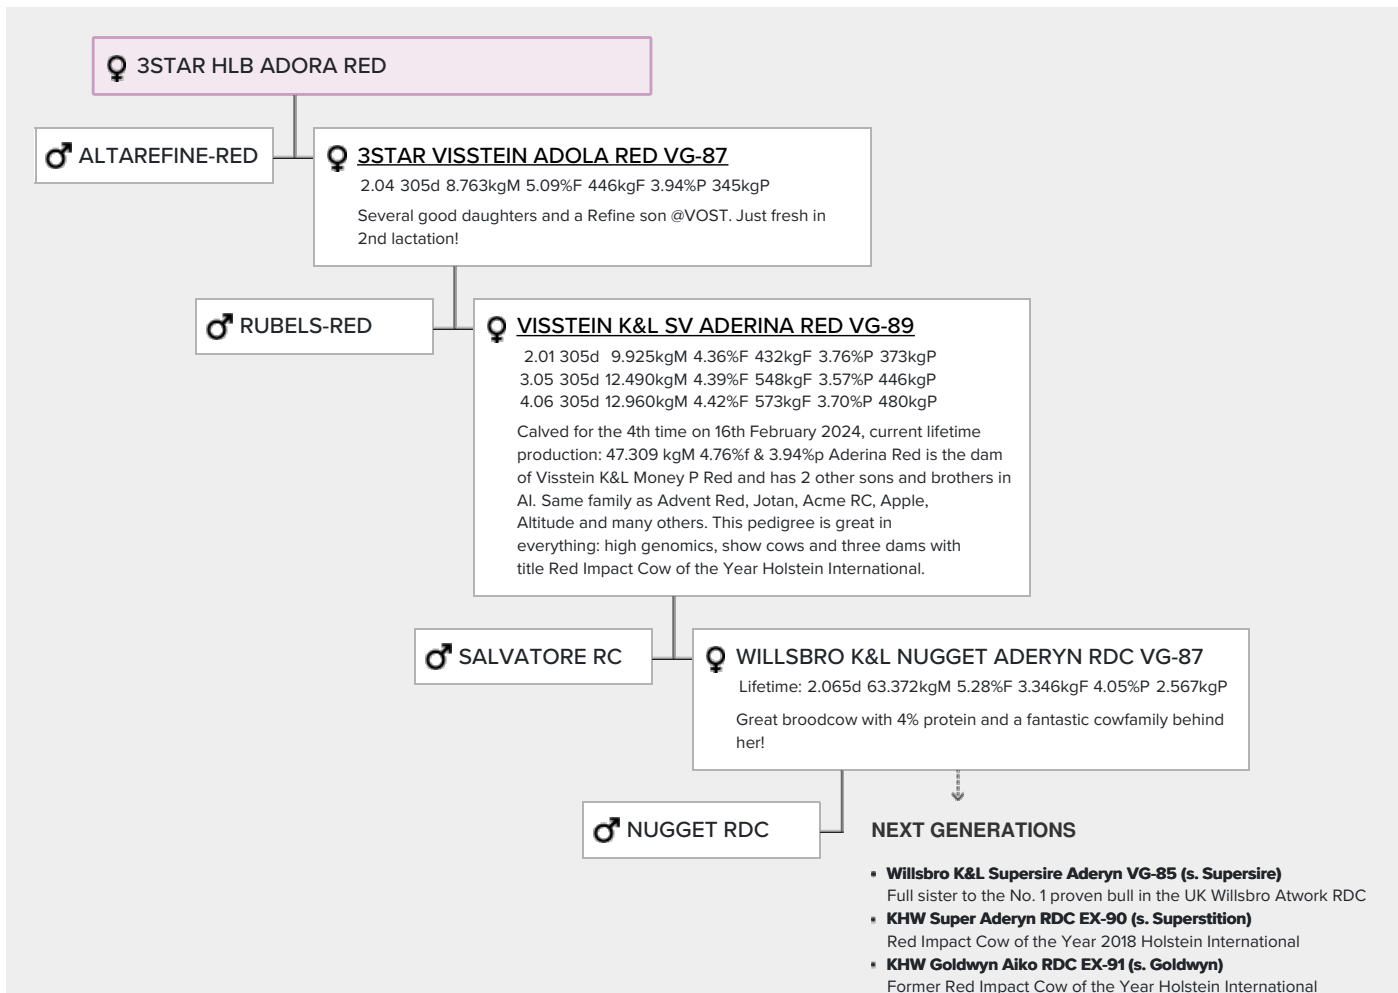 3STAR HLB ADORA RED
ALTAREFINE-RED
3STAR VISSTEIN ADOLA RED VG-87
2.04 305d 8.763kgM 5.09%F 446kgF 3.94%P 345kgP
Several good daughters and a Refine son @VOST. Just fresh in
2nd lactation!
RUBELS-RED
VISSTEIN K&L SV ADERINA RED VG-89
2.01 305d 9.925kgM 4.36%F 432kgF 3.76%P 373kgP
3.05 305d 12.490kgM 4.39%F 548kgF 3.57%P 446kgP
4.06 305d 12.960kgM 4.42%F 573kgF 3.70%P 480kgP
Calved for the 4th time on 16th February 2024, current lifetime
production: 47.309 kgM 4.76%f & 3.94%p Aderina Red is the dam
of Visstein K&L Money P Red and has 2 other sons and brothers in
AI. Same family as Advent Red, Jotan, Acme RC, Apple,
Altitude and many others. This pedigree is great in
everything: high genomics, show cows and three dams with
title Red Impact Cow of the Year Holstein International.
SALVATORE RC
WILLSBRO K&L NUGGET ADERYN RDC VG-87
Lifetime: 2.065d 63.372kgM 5.28%F 3.346kgF 4.05%P 2.567kgP
Great broodcow with 4% protein and a fantastic cowfamily behind
her!
NUGGET RDC
NEXT GENERATIONS
Willsbro K&L Supersire Aderyn VG-85 (s. Supersire)
Full sister to the No. 1 proven bull in the UK Willsbro Atwork RDC
KHW Super Aderyn RDC EX-90 (s. Superstition)
Red Impact Cow of the Year 2018 Holstein International
KHW Goldwyn Aiko RDC EX-91 (s. Goldwyn)
Former Red Impact Cow of the Year Holstein International